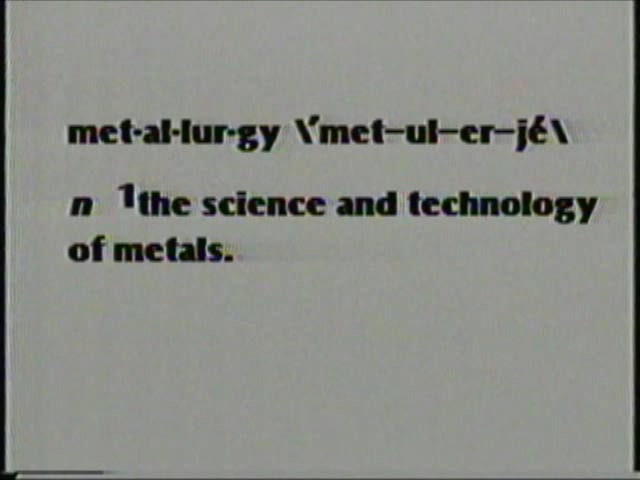 met·al·lur·gy \'met–ul–er–jé\
n 1the science and technology
of metals.